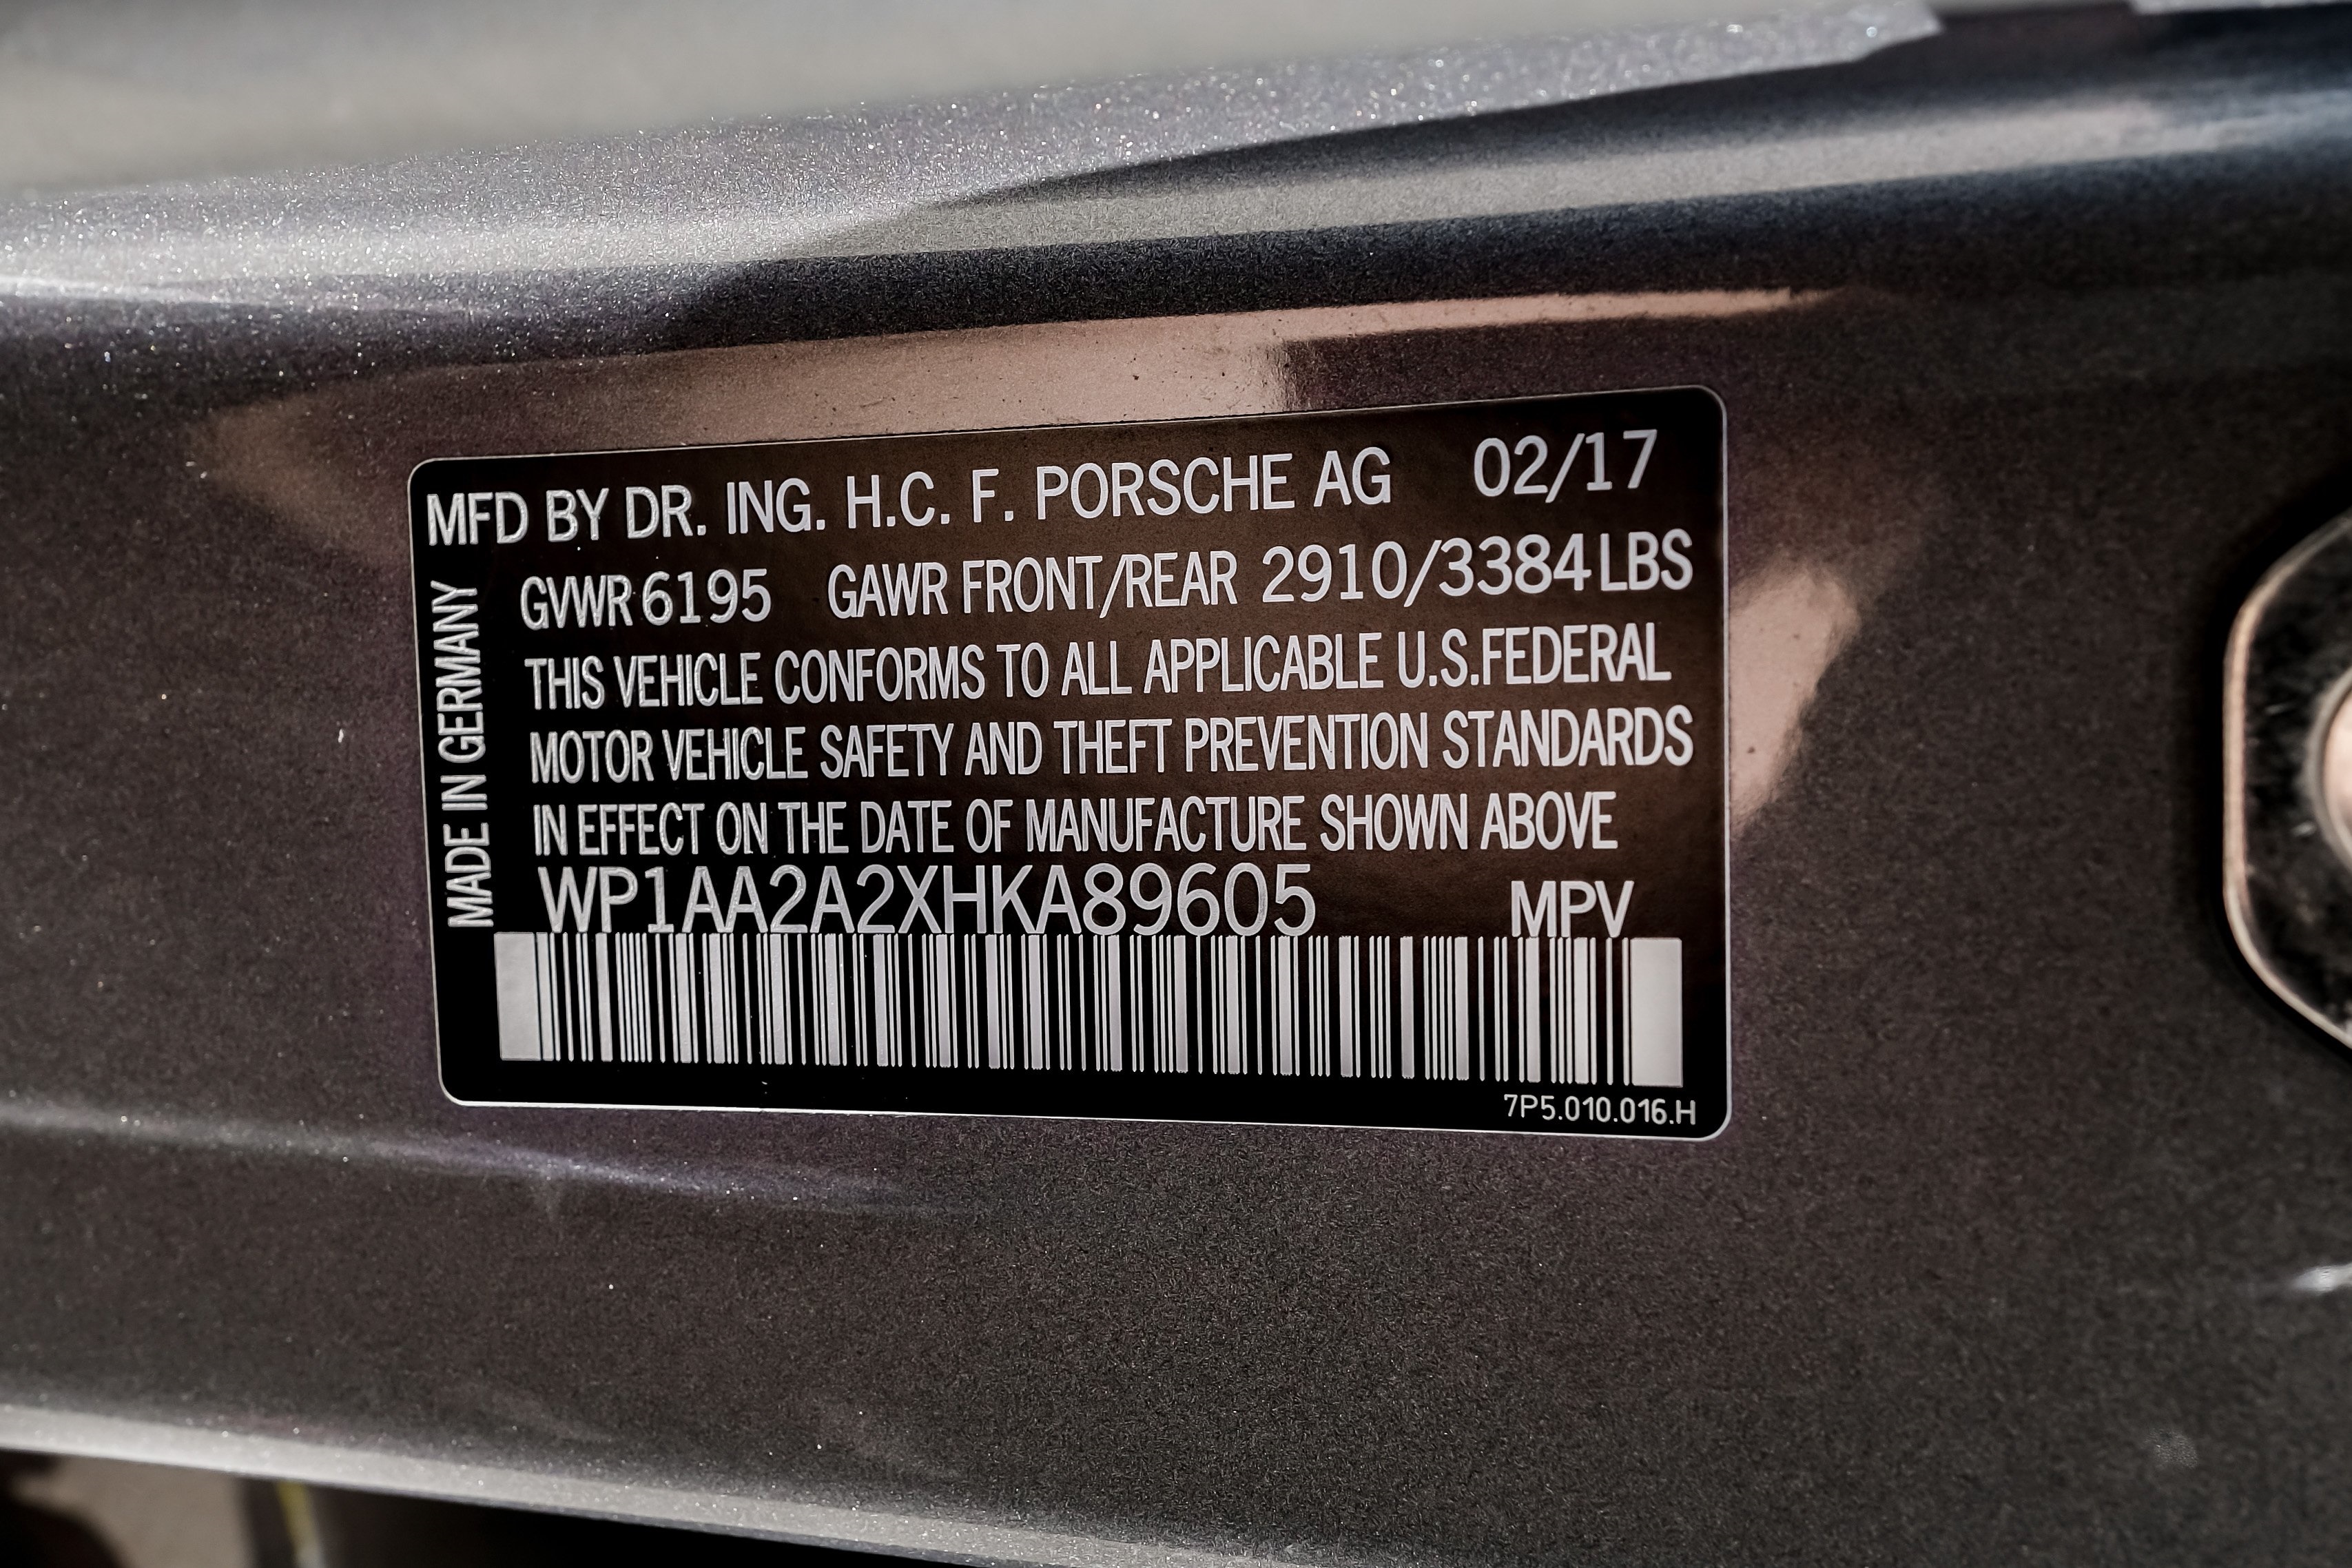 MFD BY DR. ING. H.C. F. PORSCHE AG 02/17
GVWR 6195 GAWR FRONT/REAR 2910/3384 LBS
THIS VEHICLE CONFORMS TO ALL APPLICABLE U.S.FEDERAL
MOTOR VEHICLE SAFETY AND THEFT PREVENTION STANDARDS
IN EFFECT ON THE DATE OF MANUFACTURE SHOWN ABOVE
WP1AA2A2XHKA89605 MPV
7P5.010.016.H
MADE IN GERMANY